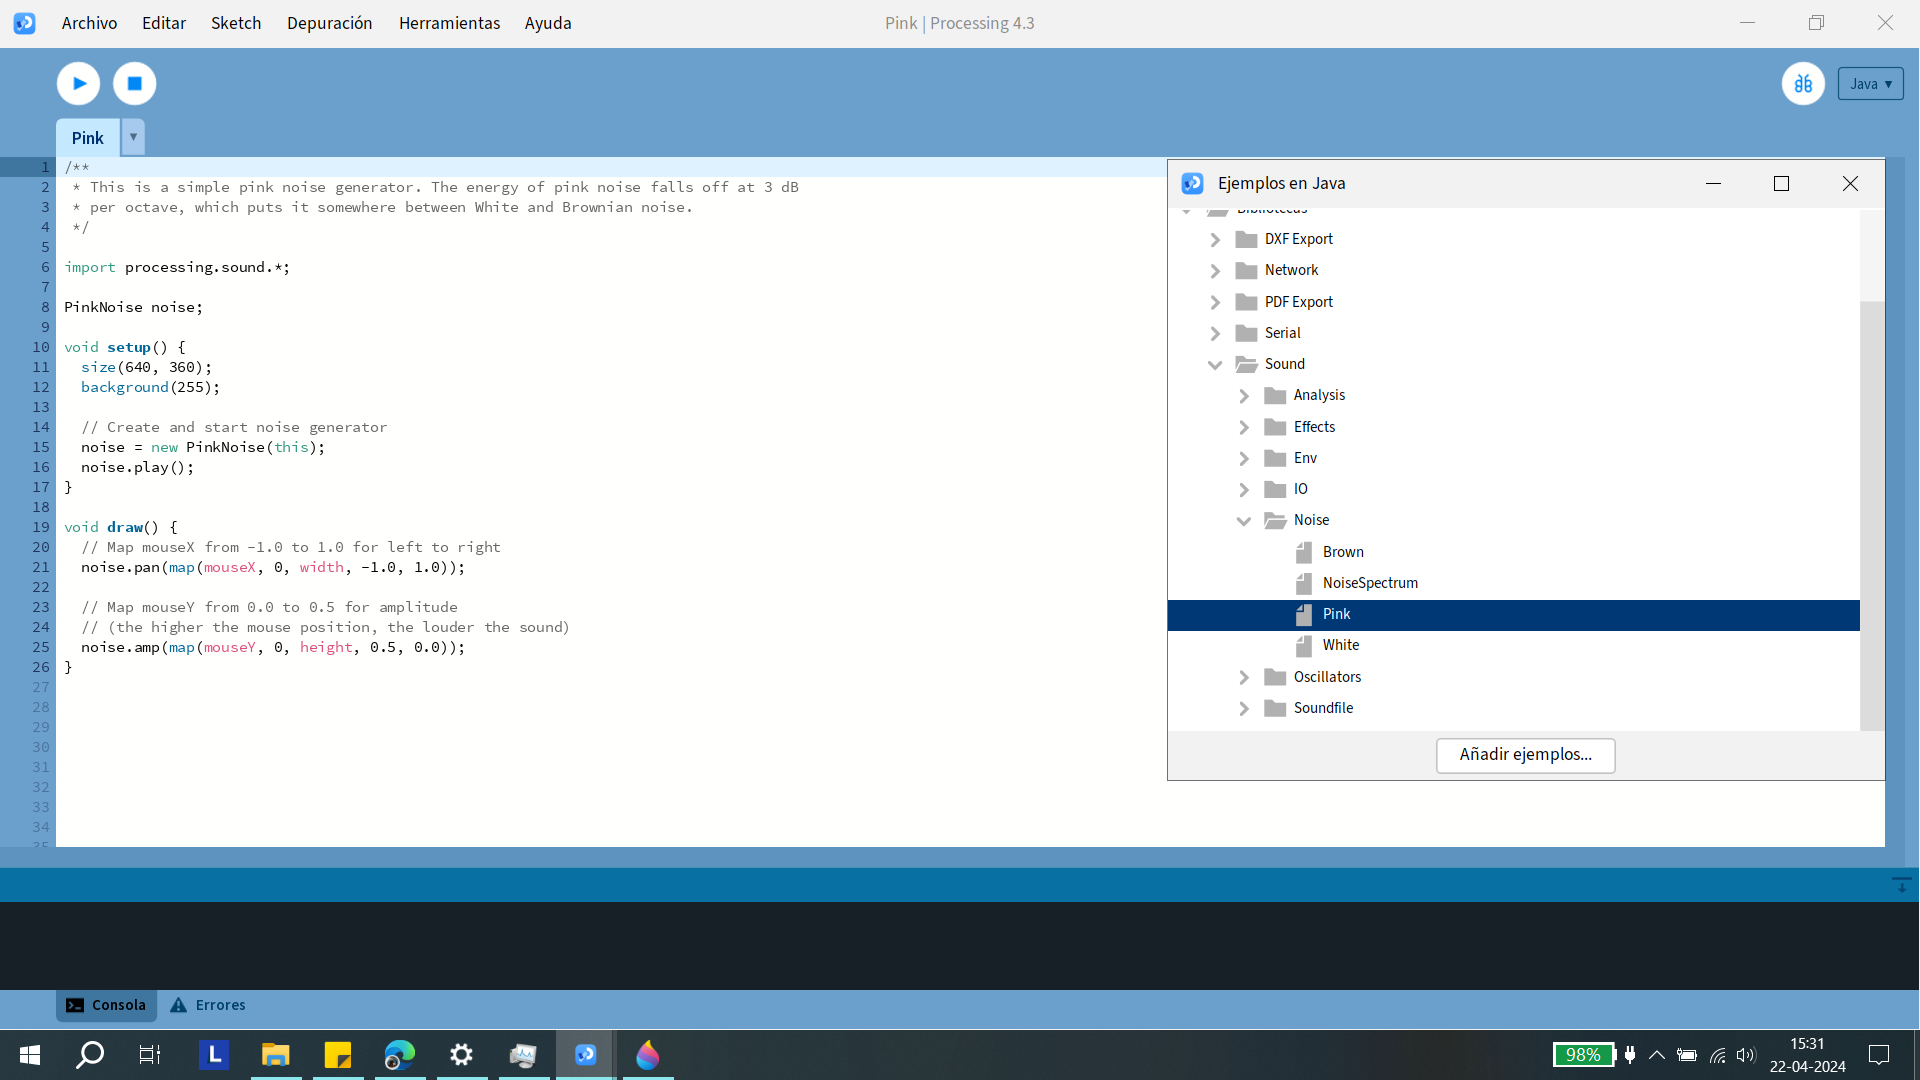 Archivo Editar Sketch Depuración Herramientas Ayuda
Pink | Processing 4.3
Java ▾
Pink ▾
1 /**
2  * This is a simple pink noise generator. The energy of pink noise falls off at 3 dB
3  * per octave, which puts it somewhere between White and Brownian noise.
4  */
5
6 import processing.sound.*;
7
8 PinkNoise noise;
9
10 void setup() {
11   size(640, 360);
12   background(255);
13
14   // Create and start noise generator
15   noise = new PinkNoise(this);
16   noise.play();
17 }
18
19 void draw() {
20   // Map mouseX from -1.0 to 1.0 for left to right
21   noise.pan(map(mouseX, 0, width, -1.0, 1.0));
22
23   // Map mouseY from 0.0 to 0.5 for amplitude
24   // (the higher the mouse position, the louder the sound)
25   noise.amp(map(mouseY, 0, height, 0.5, 0.0));
26 }
27
28
29
30
31
32
33
34
35
Ejemplos en Java
Bibliotecas
DXF Export
Network
PDF Export
Serial
Sound
Analysis
Effects
Env
IO
Noise
Brown
NoiseSpectrum
Pink
White
Oscillators
Soundfile
Añadir ejemplos...
Consola
Errores
L
98%
15:31
22-04-2024